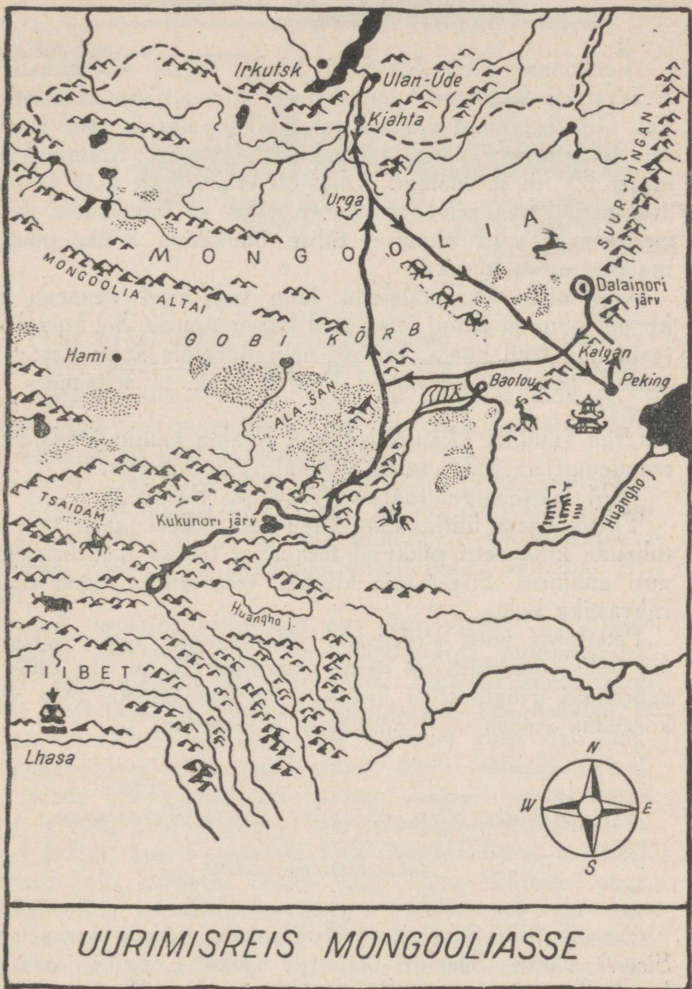 Irkutsk
Ulan-Ude
Kjahta
Urga
SUUR-HINGAN
MONGOOLIA
MONGOOLIA ALTAI
Dalainori
järv
GOBI KÕRB
Kalgan
Hami
Baotou
Peking
ALA-ŠAN
TSAIDAM
Kukunori järv
Huangho j.
Huangho j.
TIIBET
Lhasa
N
W
E
S
UURIMISREIS MONGOOLIASSE